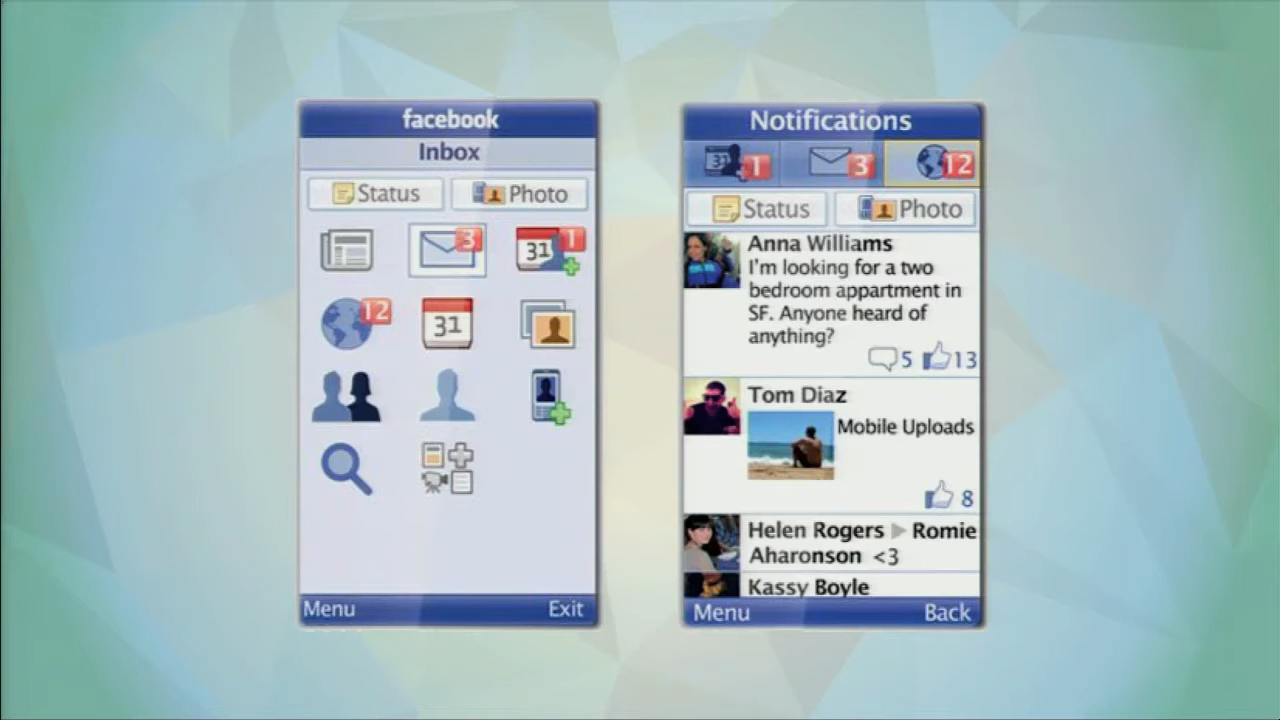 facebook
Inbox
Status
Photo
3
31
1
12
31
Menu
Exit
Notifications
31
1
3
12
Status
Photo
Anna Williams
I'm looking for a two
bedroom appartment in
SF. Anyone heard of
anything?
5
13
Tom Diaz
Mobile Uploads
8
Helen Rogers ▶ Romie
Aharonson <3
Kassy Boyle
Menu
Back